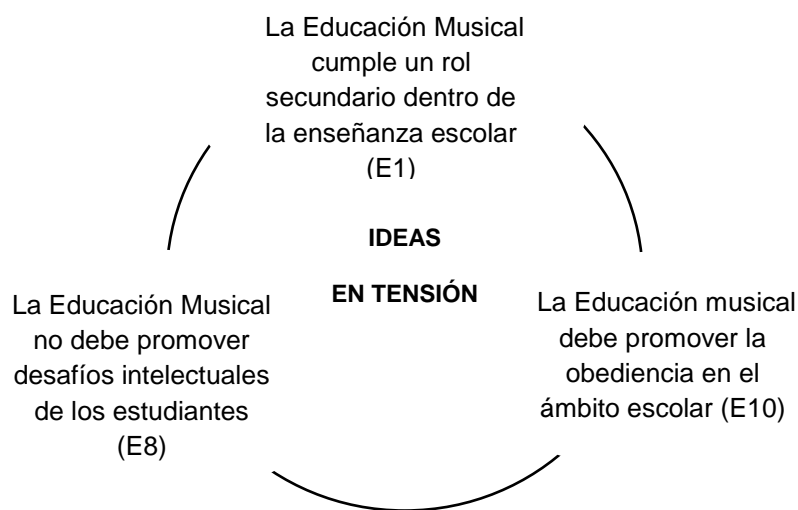 La Educación Musical
cumple un rol
secundario dentro de
la enseñanza escolar
(E1)
IDEAS
EN TENSIÓN
La Educación Musical
no debe promover
desafíos intelectuales
de los estudiantes
(E8)
La Educación musical
debe promover la
obediencia en el
ámbito escolar (E10)